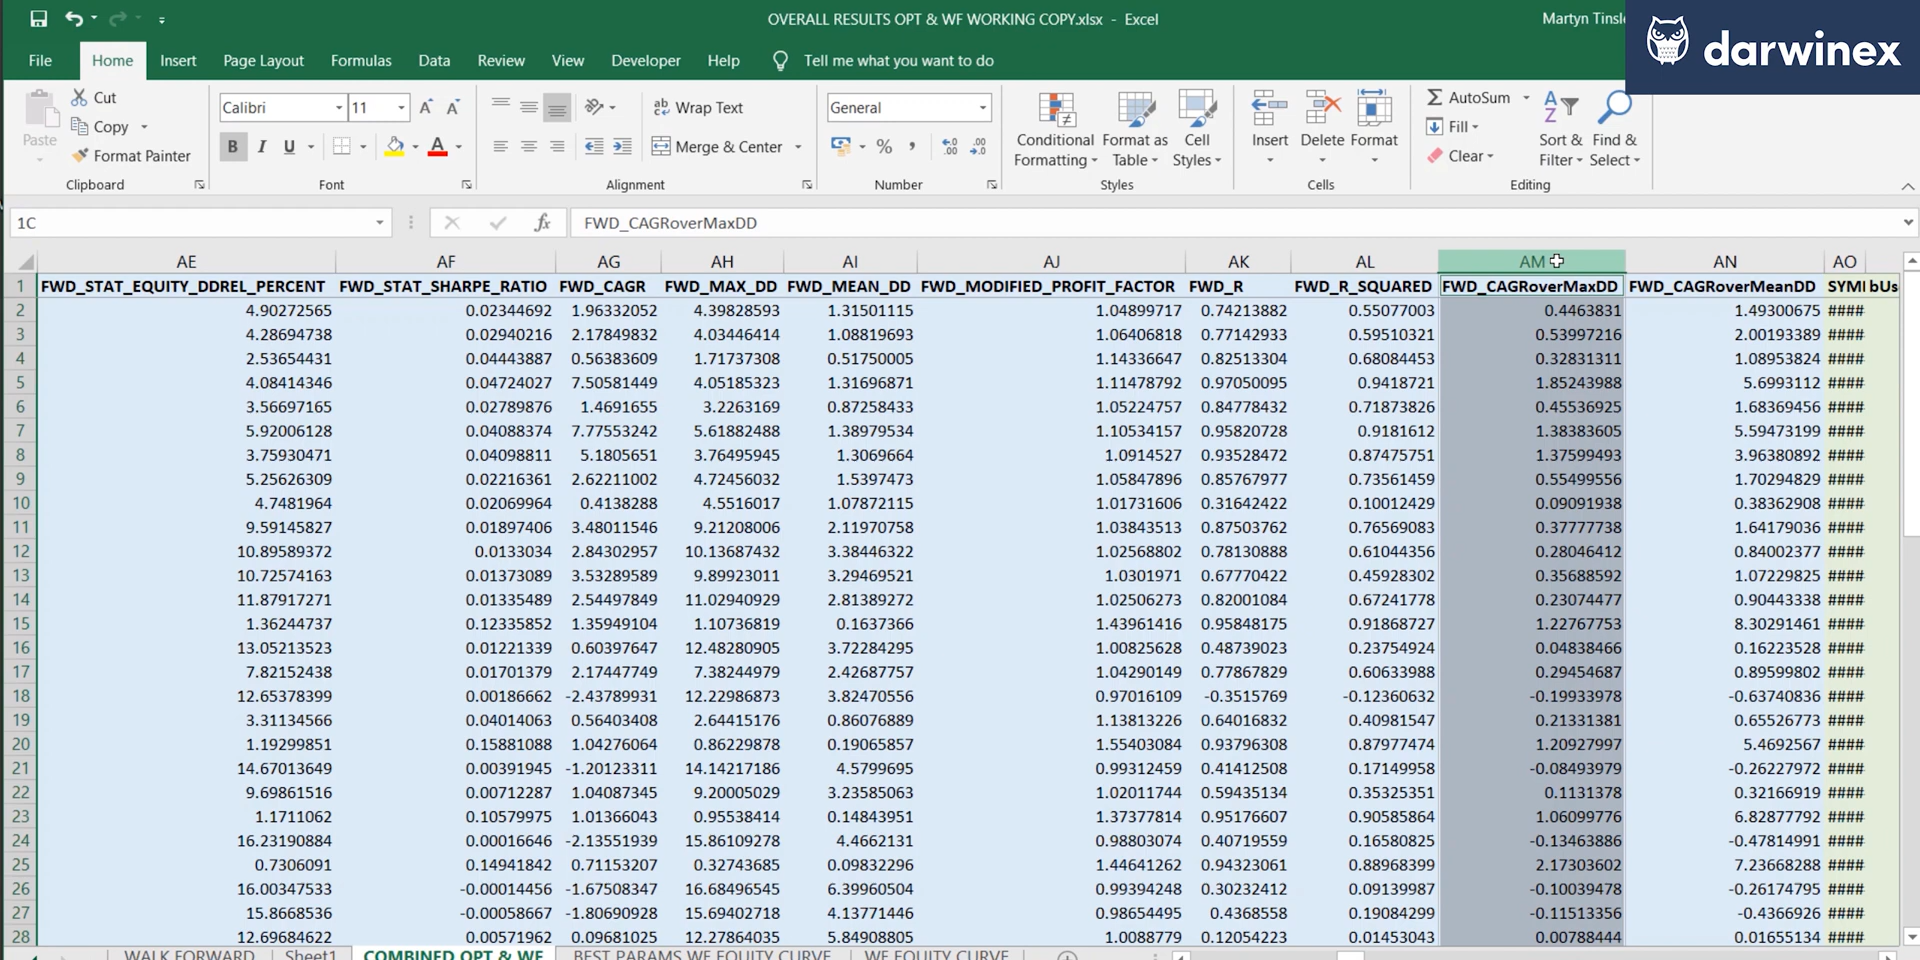 OVERALL RESULTS OPT & WF WORKING COPY.xlsx - Excel
Martyn
darwinex
File Home Insert Page Layout Formulas Data Review View Developer Help Tell me what you want to do
Paste
Cut
Copy
Format Painter
Clipboard
Calibri 11
B I U
Font
Wrap Text
Merge & Center
Alignment
General
Number
Conditional Formatting
Format as Table
Cell Styles
Styles
Insert Delete Format
Cells
AutoSum
Fill
Clear
Sort & Filter
Find & Select
Editing
1C fx FWD_CAGRoverMaxDD
AE AF AG AH AI AJ AK AL AM AN AO
1 FWD_STAT_EQUITY_DDREL_PERCENT FWD_STAT_SHARPE_RATIO FWD_CAGR FWD_MAX_DD FWD_MEAN_DD FWD_MODIFIED_PROFIT_FACTOR FWD_R FWD_R_SQUARED FWD_CAGRoverMaxDD FWD_CAGRoverMeanDD SYMI bUs
2 4.90272565 0.02344692 1.96332052 4.39828593 1.31501115 1.04899717 0.74213882 0.55077003 0.4463831 1.49300675 ####
3 4.28694738 0.02940216 2.17849832 4.03446414 1.08819693 1.06406818 0.77142933 0.59510321 0.53997216 2.00193389 ####
4 2.53654431 0.04443887 0.56383609 1.71737308 0.51750005 1.14336647 0.82513304 0.68084453 0.32831311 1.08953824 ####
5 4.08414346 0.04724027 7.50581449 4.05185323 1.31696871 1.11478792 0.97050095 0.9418721 1.85243988 5.6993112 ####
6 3.56697165 0.02789876 1.4691655 3.2263169 0.87258433 1.05224757 0.84778432 0.71873826 0.45536925 1.68369456 ####
7 5.92006128 0.04088374 7.77553242 5.61882488 1.38979534 1.10534157 0.95820728 0.9181612 1.38383605 5.59473199 ####
8 3.75930471 0.04098811 5.1805651 3.76495945 1.3069664 1.0914527 0.93528472 0.87475751 1.37599493 3.96380892 ####
9 5.25626309 0.02216361 2.62211002 4.72456032 1.5397473 1.05847896 0.85767977 0.73561459 0.55499556 1.70294829 ####
10 4.7481964 0.02069964 0.4138288 4.5516017 1.07872115 1.01731606 0.31642422 0.10012429 0.09091938 0.38362908 ####
11 9.59145827 0.01897406 3.48011546 9.21208006 2.11970758 1.03843513 0.87503762 0.76569083 0.37777738 1.64179036 ####
12 10.89589372 0.0133034 2.84302957 10.13687432 3.38446322 1.02568802 0.78130888 0.61044356 0.28046412 0.84002377 ####
13 10.72574163 0.01373089 3.53289589 9.89923011 3.29469521 1.0301971 0.67770422 0.45928302 0.35688592 1.07229825 ####
14 11.87917271 0.01335489 2.54497849 11.02940929 2.81389272 1.02506273 0.82001084 0.67241778 0.23074477 0.90443338 ####
15 1.36244737 0.12335852 1.35949104 1.10736819 0.1637366 1.43961416 0.95848175 0.91868727 1.22767753 8.30291461 ####
16 13.05213523 0.01221339 0.60397647 12.48280905 3.72284295 1.00825628 0.48739023 0.23754924 0.04838466 0.16223528 ####
17 7.82152438 0.01701379 2.17447749 7.38244979 2.42687757 1.04290149 0.77867829 0.60633988 0.29454687 0.89599802 ####
18 12.65378399 0.00186662 -2.43789931 12.22986873 3.82470556 0.97016109 -0.3515769 -0.12360632 -0.19933978 -0.63740836 ####
19 3.31134566 0.04014063 0.56403408 2.64415176 0.86076889 1.13813226 0.64016832 0.40981547 0.21331381 0.65526773 ####
20 1.19299851 0.15881088 1.04276064 0.86229878 0.19065857 1.55403084 0.93796308 0.87977474 1.20927997 5.4692567 ####
21 14.67013649 0.00391945 -1.20123311 14.14217186 4.5799695 0.99312459 0.41412508 0.17149958 -0.08493979 -0.26227972 ####
22 9.69861516 0.00712287 1.04087345 9.20005029 3.23585063 1.02011744 0.59435134 0.35325351 0.1131378 0.32166919 ####
23 1.1711062 0.10579975 1.01366043 0.95538414 0.14843951 1.37377814 0.95176607 0.90585864 1.06099776 6.82877792 ####
24 16.23190884 0.00016646 -2.13551939 15.86109278 4.4662131 0.98803074 0.40719559 0.16580825 -0.13463886 -0.47814991 ####
25 0.7306091 0.14941842 0.71153207 0.32743685 0.09832296 1.44641262 0.94323061 0.88968399 2.17303602 7.23668288 ####
26 16.00347533 -0.00014456 -1.67508347 16.68496545 6.39960504 0.99394248 0.30232412 0.09139987 -0.10039478 -0.26174795 ####
27 15.8668536 -0.00058667 -1.80690928 15.69402718 4.13771446 0.98654495 0.4368558 0.19084299 -0.11513356 -0.4366926 ####
28 12.69684622 0.00571962 0.09681025 12.27864035 5.84908805 1.0088779 0.12054223 0.01453043 0.00788444 0.01655134 ####
WALK FORWARD Sheet1 COMBINED OPT & WF BEST PARAMS WF EQUITY CURVE WF EQUITY CURVE